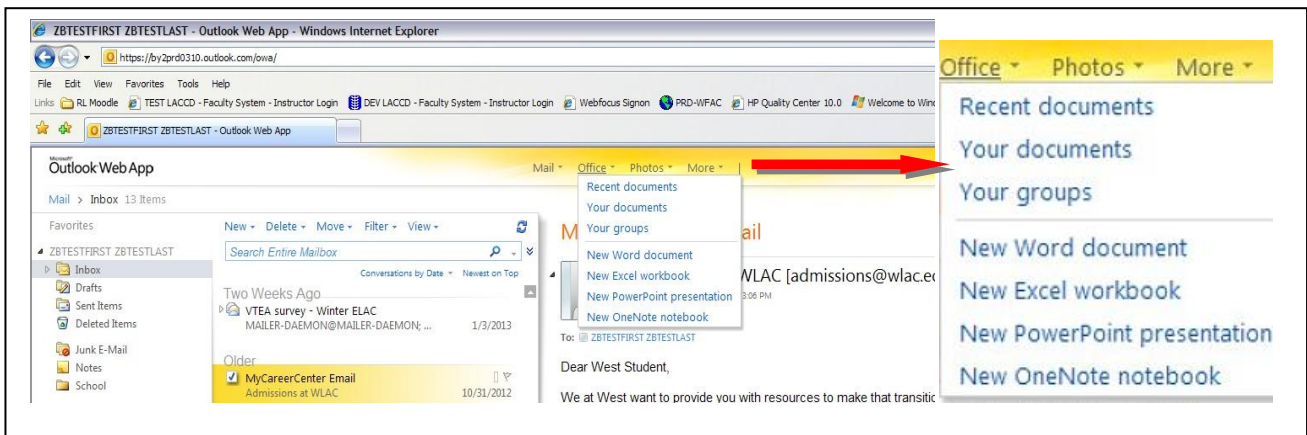 ZBTESTFIRST ZBTESTLAST - Outlook Web App - Windows Internet Explorer
https://by2prd0310.outlook.com/owa/
File Edit View Favorites Tools Help
Links RL Moodle TEST LACCD - Faculty System - Instructor Login DEV LACCD - Faculty System - Instructor Login Webfocus Signon PRD-WFAC HP Quality Center 10.0 Welcome to
ZBTESTFIRST ZBTESTLAST - Outlook Web App
Microsoft
Outlook Web App
Mail Office Photos More
Mail > Inbox 13 Items
Favorites
ZBTESTFIRST ZBTESTLAST
Inbox
Drafts
Sent Items
Deleted Items
Junk E-Mail
Notes
School
New Delete Move Filter View
Search Entire Mailbox
Conversations by Date Newest on Top
Two Weeks Ago
VTEA survey - Winter ELAC
MAILER-DAEMON@MAILER-DAEMON; ... 1/3/2013
Older
MyCareerCenter Email
Admissions at WLAC 10/31/2012
Recent documents
Your documents
Your groups
New Word document
New Excel workbook
New PowerPoint presentation
New OneNote notebook
WLAC [admissions@wlac.ec
3:06 PM
To: ZBTESTFIRST ZBTESTLAST
Dear West Student,
We at West want to provide you with resources to make that
Office Photos More
Recent documents
Your documents
Your groups
New Word document
New Excel workbook
New PowerPoint presentation
New OneNote notebook